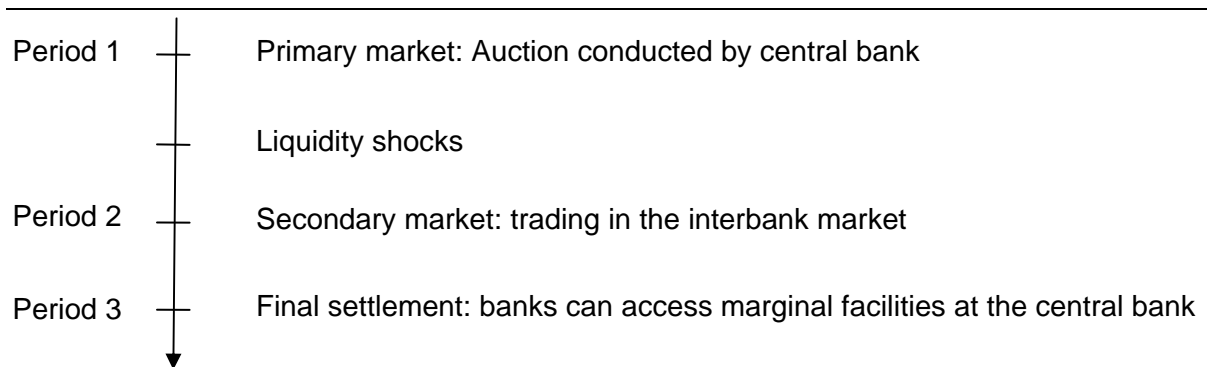 Period 1 Primary market: Auction conducted by central bank
Liquidity shocks
Period 2 Secondary market: trading in the interbank market
Period 3 Final settlement: banks can access marginal facilities at the central bank